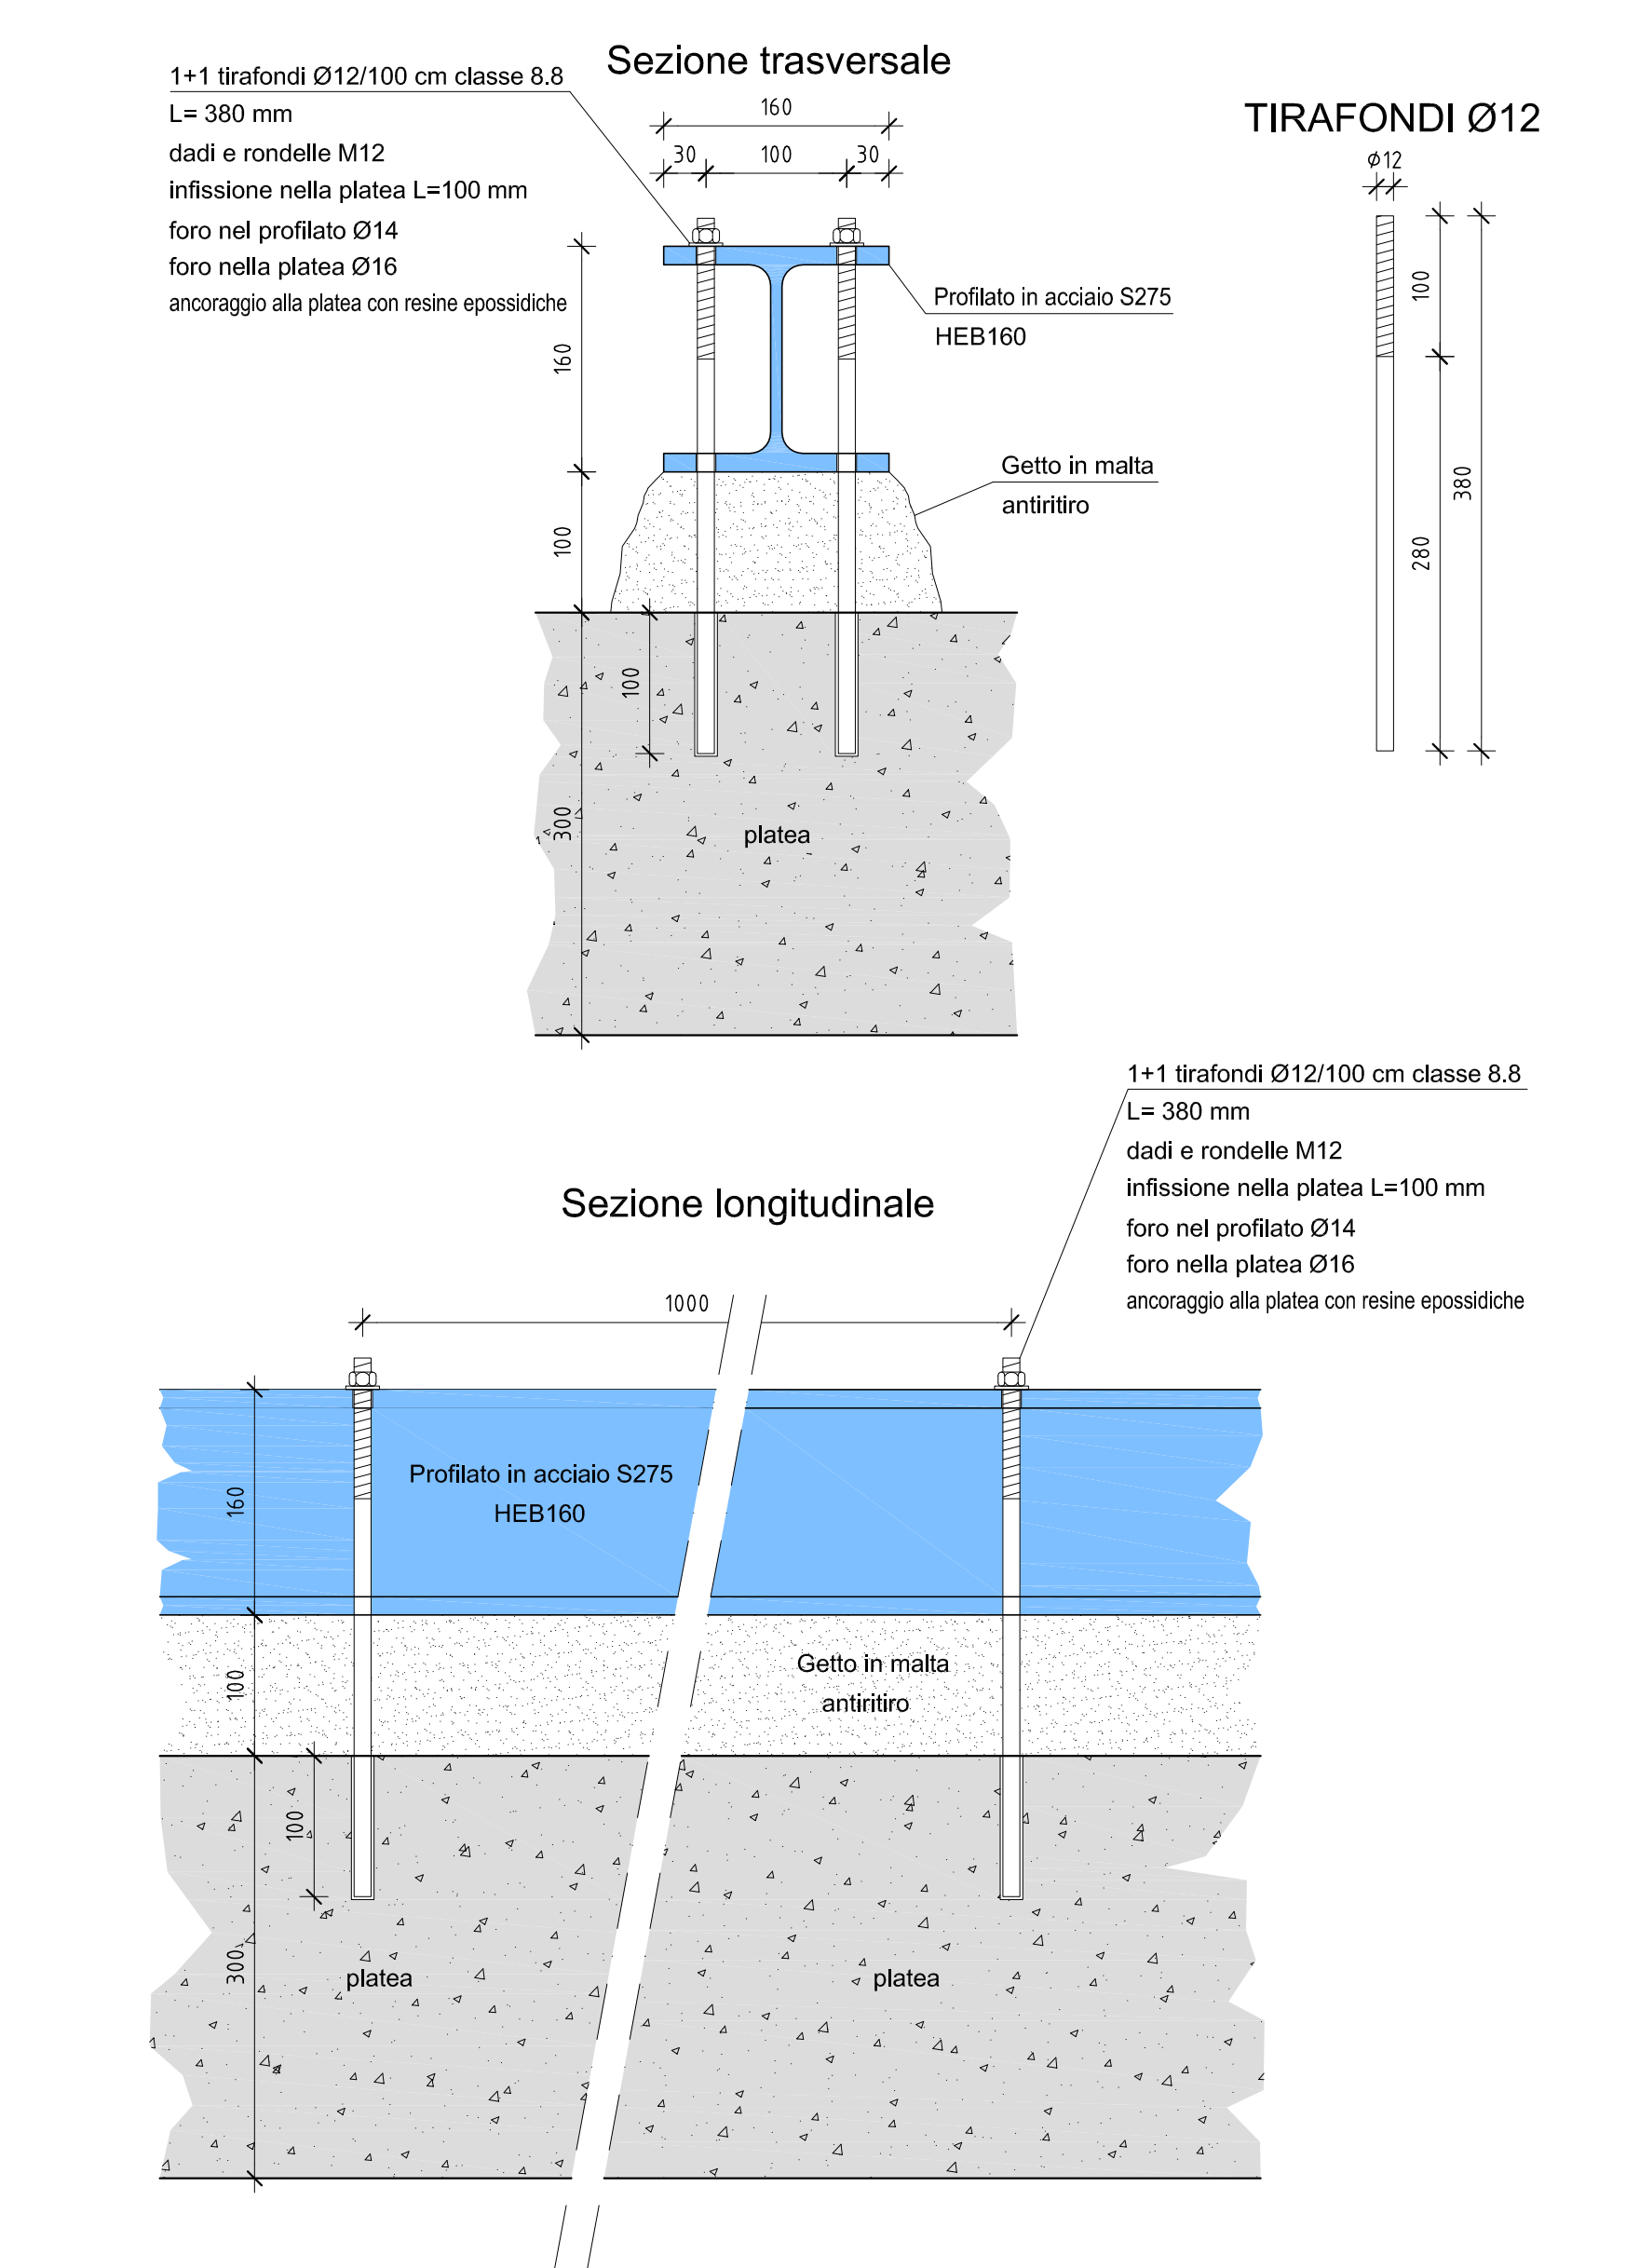 Sezione trasversale
1+1 tirafondi Ø12/100 cm classe 8.8
L= 380 mm
dadi e rondelle M12
infissione nella platea L=100 mm
foro nel profilato Ø14
foro nella platea Ø16
ancoraggio alla platea con resine epossidiche
160
30 100 30
160
100
100
300
Profilato in acciaio S275
HEB160
Getto in malta
antiritiro
platea
TIRAFONDI Ø12
Ø12
100
280
380
1+1 tirafondi Ø12/100 cm classe 8.8
L= 380 mm
dadi e rondelle M12
infissione nella platea L=100 mm
foro nel profilato Ø14
foro nella platea Ø16
ancoraggio alla platea con resine epossidiche
Sezione longitudinale
1000
160
Profilato in acciaio S275
HEB160
100
Getto in malta
antiritiro
100
300
platea
platea